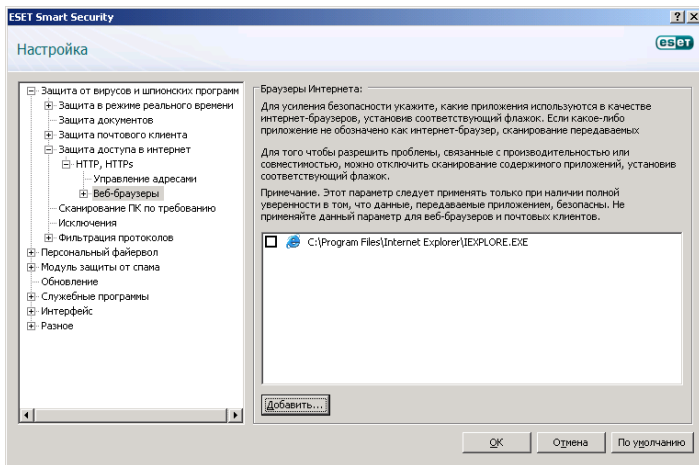 ESET Smart Security
Настройка
eset
Защита от вирусов и шпионских программ
Защита в режиме реального времени
Защита документов
Защита почтового клиента
Защита доступа в интернет
HTTP, HTTPs
Управление адресами
Веб-браузеры
Сканирование ПК по требованию
Исключения
Фильтрация протоколов
Персональный файервол
Модуль защиты от спама
Обновление
Служебные программы
Интерфейс
Разное
Браузеры Интернета:
Для усиления безопасности укажите, какие приложения используются в качестве
интернет-браузеров, установив соответствующий флажок. Если какое-либо
приложение не обозначено как интернет-браузер, сканирование передаваемых
Для того чтобы разрешить проблемы, связанные с производительностью или
совместимостью, можно отключить сканирование содержимого приложений, установив
соответствующий флажок.
Примечание. Этот параметр следует применять только при наличии полной
уверенности в том, что данные, передаваемые приложением, безопасны. Не
применяйте данный параметр для веб-браузеров и почтовых клиентов.
C:\Program Files\Internet Explorer\IEXPLORE.EXE
Добавить...
OK
Отмена
По умолчанию